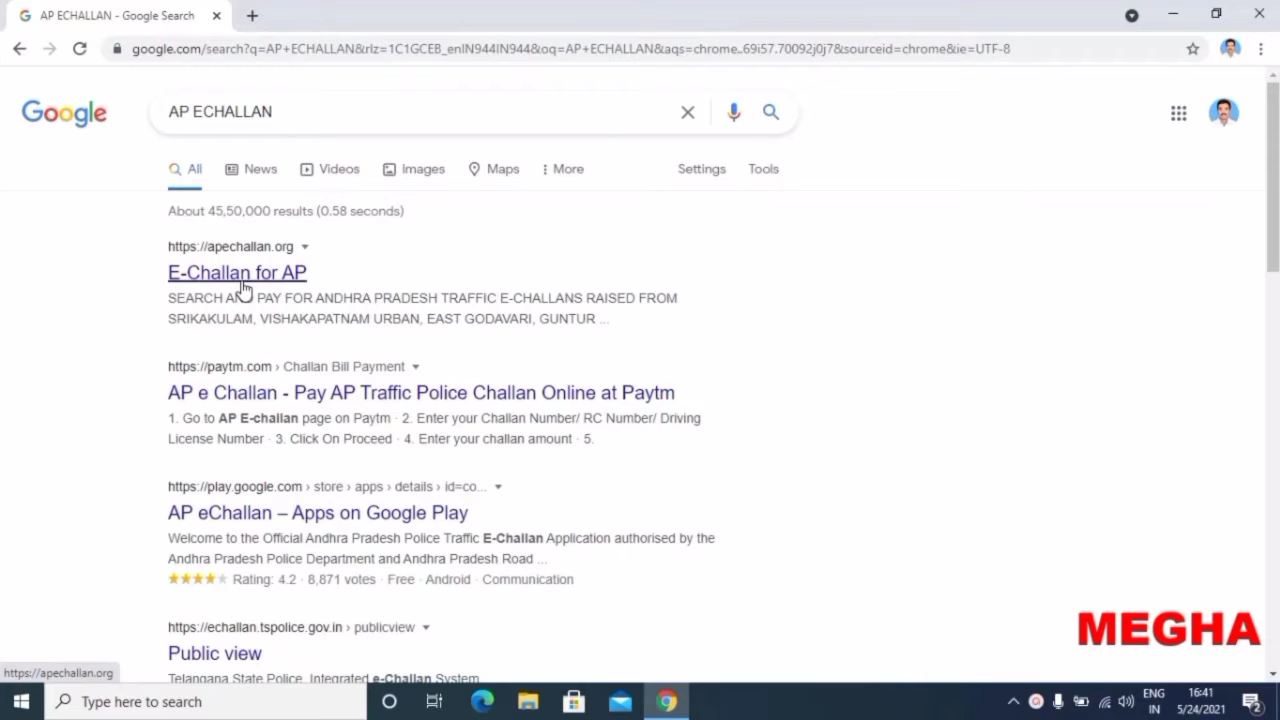 AP ECHALLAN - Google Search
google.com/search?q=AP+ECHALLAN&rlz=1C1GCEB_enIN944IN944&oq=AP+ECHALLAN&aqs=chrome..69i57.70092j0j7&sourceid=chrome&ie=UTF-8
Google
AP ECHALLAN
All News Videos Images Maps More Settings Tools
About 45,50,000 results (0.58 seconds)
https://apechallan.org
E-Challan for AP
SEARCH AND PAY FOR ANDHRA PRADESH TRAFFIC E-CHALLANS RAISED FROM
SRIKAKULAM, VISHAKAPATNAM URBAN, EAST GODAVARI, GUNTUR ...
https://paytm.com › Challan Bill Payment
AP e Challan - Pay AP Traffic Police Challan Online at Paytm
1. Go to AP E-challan page on Paytm · 2. Enter your Challan Number/ RC Number/ Driving
License Number · 3. Click On Proceed · 4. Enter your challan amount · 5.
https://play.google.com › store › apps › details › id=co...
AP eChallan – Apps on Google Play
Welcome to the Official Andhra Pradesh Police Traffic E-Challan Application authorised by the
Andhra Pradesh Police Department and Andhra Pradesh Road ...
Rating: 4.2 · 8,871 votes · Free · Android · Communication
https://echallan.tspolice.gov.in › publicview
Public view
Telangana State Police. Integrated e-Challan System.
MEGHA
https://apechallan.org
Type here to search
ENG
IN
16:41
5/24/2021
2